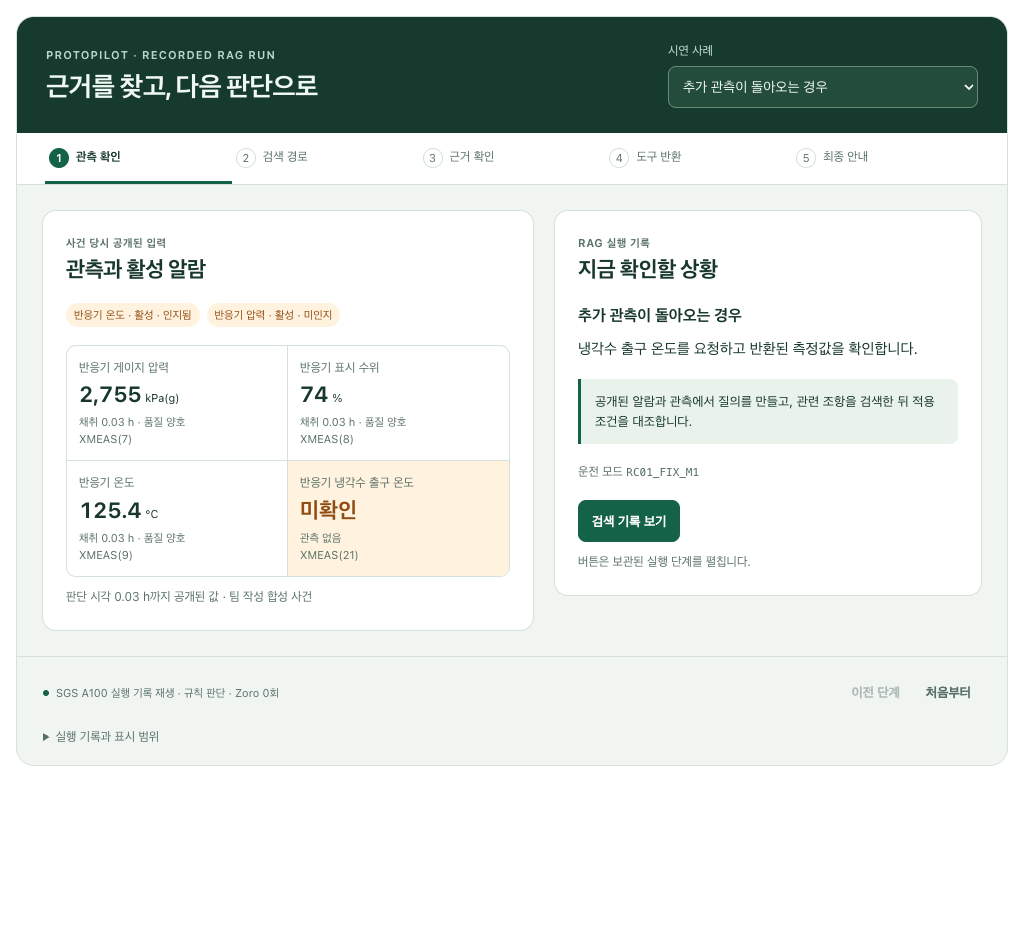 PROTOPILOT · RECORDED RAG RUN
근거를 찾고, 다음 판단으로
시연 사례
추가 관측이 돌아오는 경우
1 관측 확인
2 검색 경로
3 근거 확인
4 도구 반환
5 최종 안내
사건 당시 공개된 입력
관측과 활성 알람
반응기 온도 · 활성 · 인지됨
반응기 압력 · 활성 · 미인지
반응기 게이지 압력
2,755 kPa(g)
채취 0.03 h · 품질 양호
XMEAS(7)
반응기 표시 수위
74 %
채취 0.03 h · 품질 양호
XMEAS(8)
반응기 온도
125.4 °C
채취 0.03 h · 품질 양호
XMEAS(9)
반응기 냉각수 출구 온도
미확인
관측 없음
XMEAS(21)
판단 시각 0.03 h까지 공개된 값 · 팀 작성 합성 사건
RAG 실행 기록
지금 확인할 상황
추가 관측이 돌아오는 경우
냉각수 출구 온도를 요청하고 반환된 측정값을 확인합니다.
공개된 알람과 관측에서 질의를 만들고, 관련 조항을 검색한 뒤 적용
조건을 대조합니다.
운전 모드 RC01_FIX_M1
검색 기록 보기
버튼은 보관된 실행 단계를 펼칩니다.
SGS A100 실행 기록 재생 · 규칙 판단 · Zoro 0회
이전 단계
처음부터
실행 기록과 표시 범위